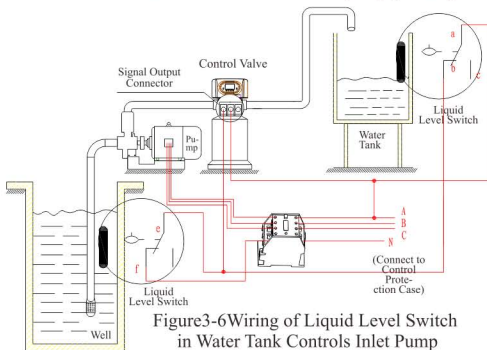 Control Valve
Signal Output
Connector
a
b
c
Liquid
Level Switch
Pu-
mp
Water
Tank
A
B
C
N
(Connect to
Control
Prote-
ction Case)
e
f
Liquid
Level Switch
Well
Figure3-6Wiring of Liquid Level Switch
in Water Tank Controls Inlet Pump